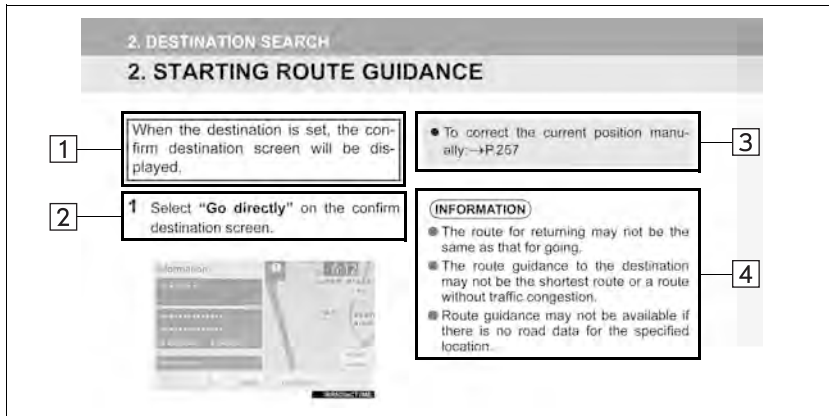 2. DESTINATION SEARCH
2. STARTING ROUTE GUIDANCE
1
When the destination is set, the con-
firm destination screen will be dis-
played.
2
1 Select “Go directly” on the confirm
destination screen.
Information
● To correct the current position manu-
ally:→P.257
3
INFORMATION
● The route for returning may not be the
same as that for going.
● The route guidance to the destination
may not be the shortest route or a route
without traffic congestion.
● Route guidance may not be available if
there is no road data for the specified
location.
4